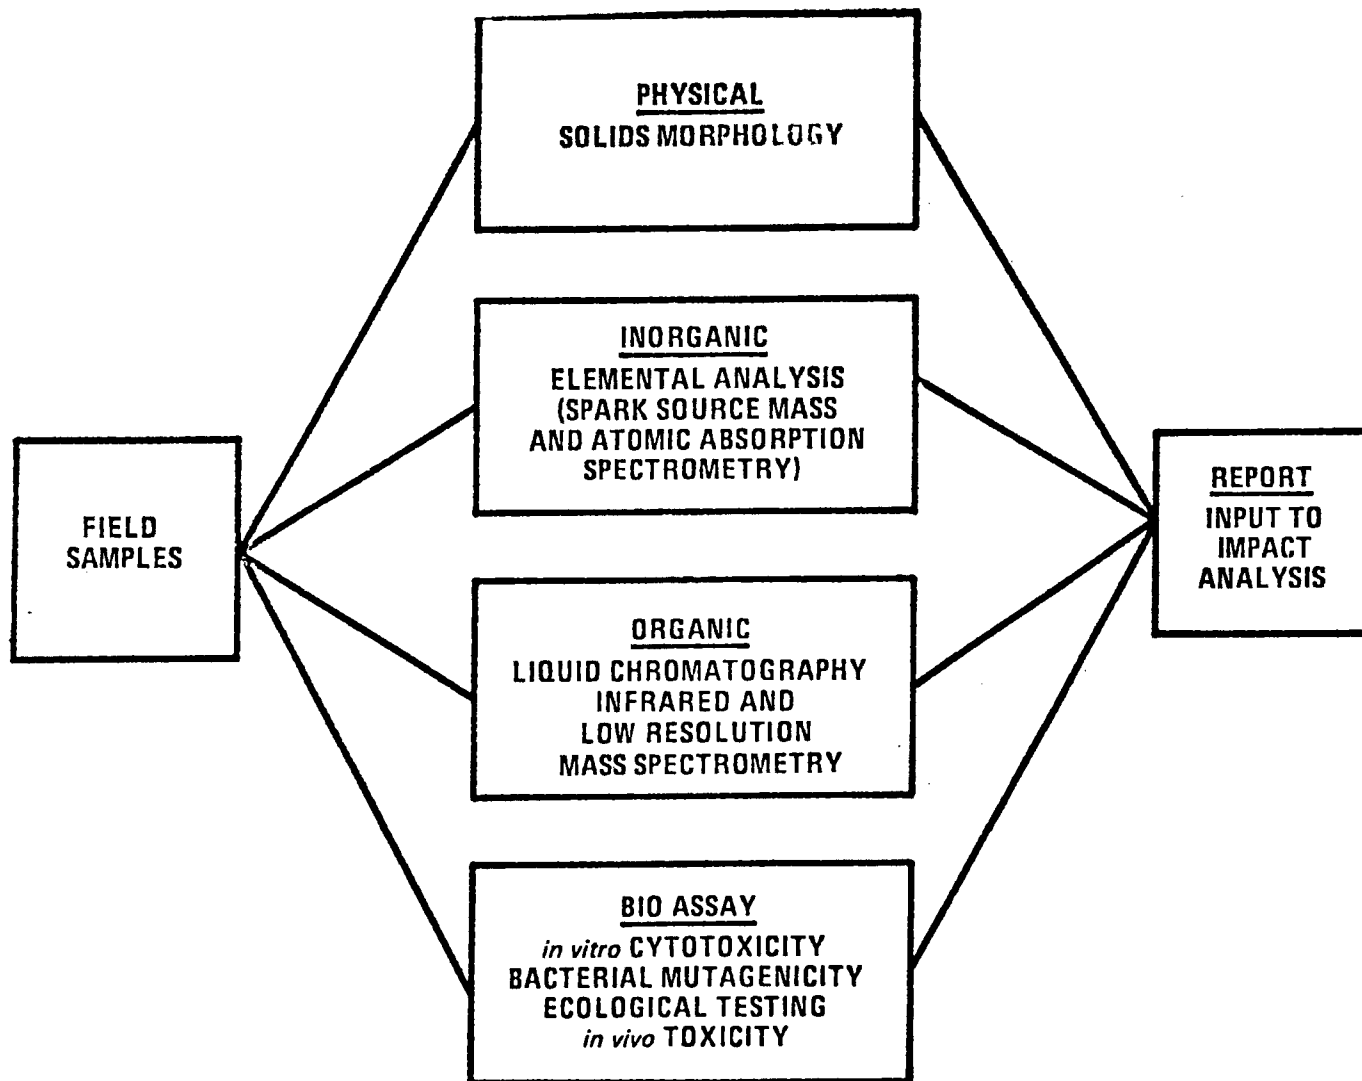 PHYSICAL
SOLIDS MORPHOLOGY
INORGANIC
ELEMENTAL ANALYSIS
(SPARK SOURCE MASS
AND ATOMIC ABSORPTION
SPECTROMETRY)
FIELD
SAMPLES
REPORT
INPUT TO
IMPACT
ANALYSIS
ORGANIC
LIQUID CHROMATOGRAPHY
INFRARED AND
LOW RESOLUTION
MASS SPECTROMETRY
BIO ASSAY
in vitro CYTOTOXICITY
BACTERIAL MUTAGENICITY
ECOLOGICAL TESTING
in vivo TOXICITY